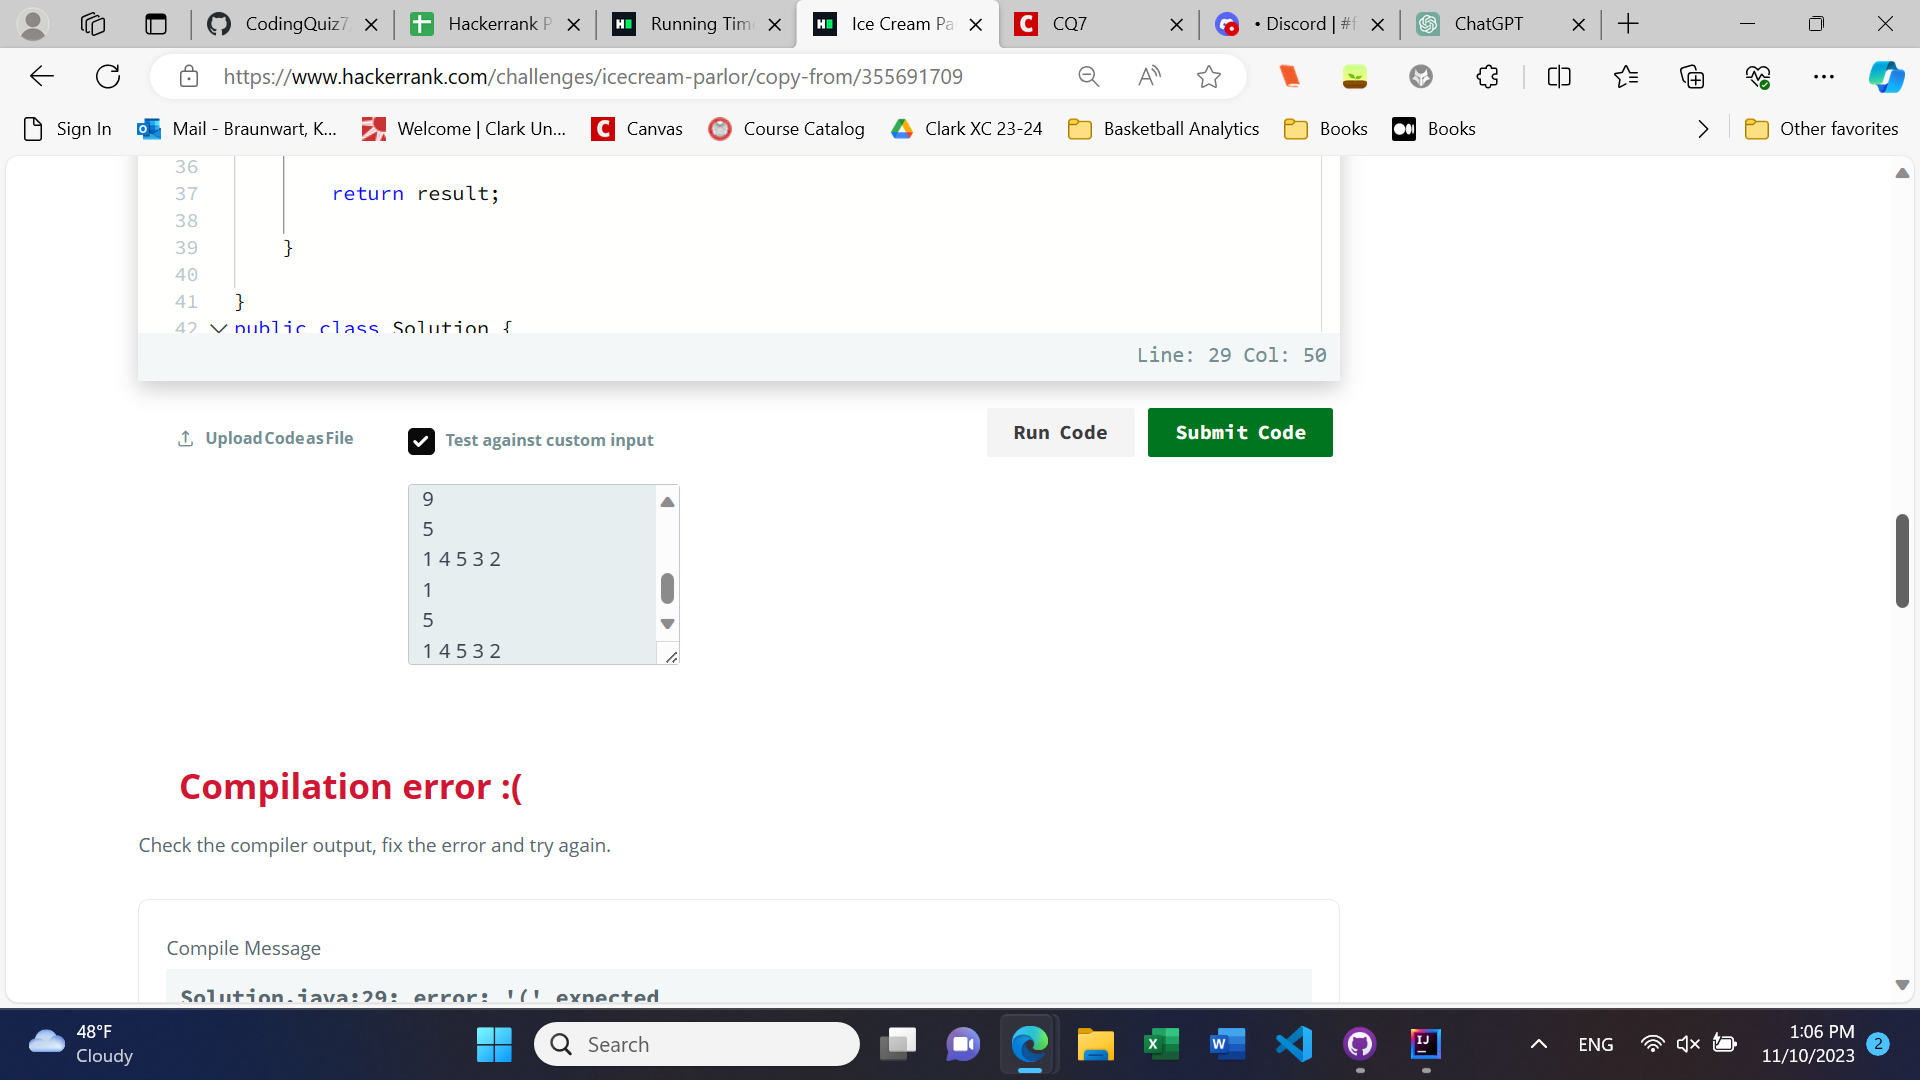 CodingQuiz7
Hackerrank P
Running Tim
Ice Cream Pa
CQ7
• Discord | #f
ChatGPT
https://www.hackerrank.com/challenges/icecream-parlor/copy-from/355691709
Sign In
Mail - Braunwart, K...
Welcome | Clark Un...
Canvas
Course Catalog
Clark XC 23-24
Basketball Analytics
Books
Books
Other favorites
36
37 return result;
38
39 }
40
41 }
42 public class Solution {
Line: 29 Col: 50
Upload Code as File
Test against custom input
Run Code
Submit Code
9
5
1 4 5 3 2
1
5
1 4 5 3 2
Compilation error :(
Check the compiler output, fix the error and try again.
Compile Message
Solution.java:29: error: '(' expected
48°F
Cloudy
Search
ENG
1:06 PM
11/10/2023
2